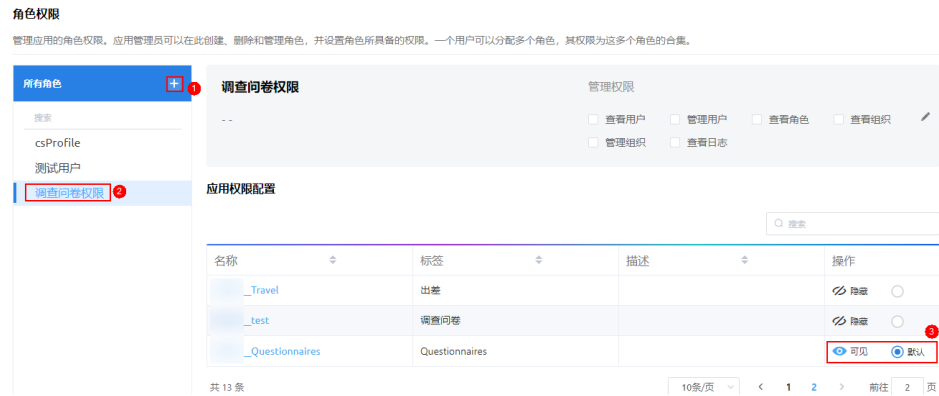 角色权限
管理应用的角色权限。应用管理员可以在此创建、删除和管理角色，并设置角色所具备的权限。一个用户可以分配多个角色，其权限为这多个角色的合集。
所有角色 + 1
搜索
csProfile
测试用户
调查问卷权限 2
调查问卷权限
- -
管理权限
查看用户 管理用户 查看角色 查看组织
管理组织 查看日志
应用权限配置
搜索
名称 标签 描述 操作
__Travel 出差 隐藏
__test 调查问卷 隐藏
3
__Questionnaires Questionnaires 可见 默认
共 13 条 10条/页 < 1 2 > 前往 2 页